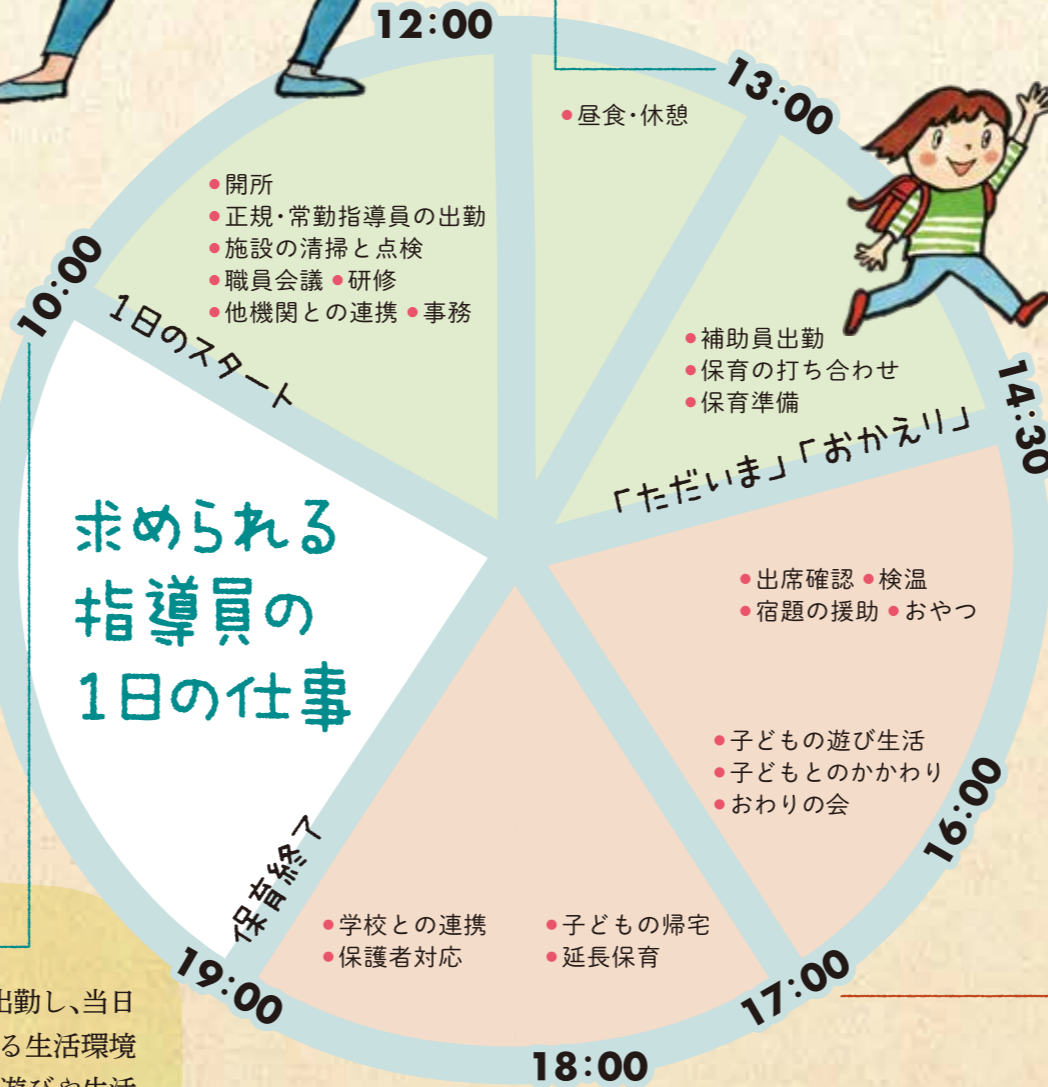 12:00
13:00
●昼食・休憩
●開所
●正規・常勤指導員の出勤
●施設の清掃と点検
●職員会議 ●研修
●他機関との連携 ●事務
10:00
1日のスタート
●補助員出勤
●保育の打ち合わせ
●保育準備
14:30
「ただいま」「おかえり」
求められる
指導員の
1日の仕事
●出席確認 ●検温
●宿題の援助 ●おやつ
●子どもの遊び生活
●子どもとのかかわり
●おわりの会
16:00
保育終了
●学校との連携
●保護者対応
●子どもの帰宅
●延長保育
19:00
17:00
18:00
出勤し、当日
る生活環境
遊びや生活